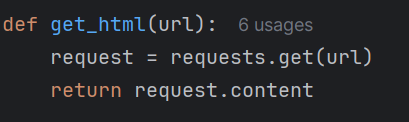 def get_html(url): 6 usages
    request = requests.get(url)
    return request.content